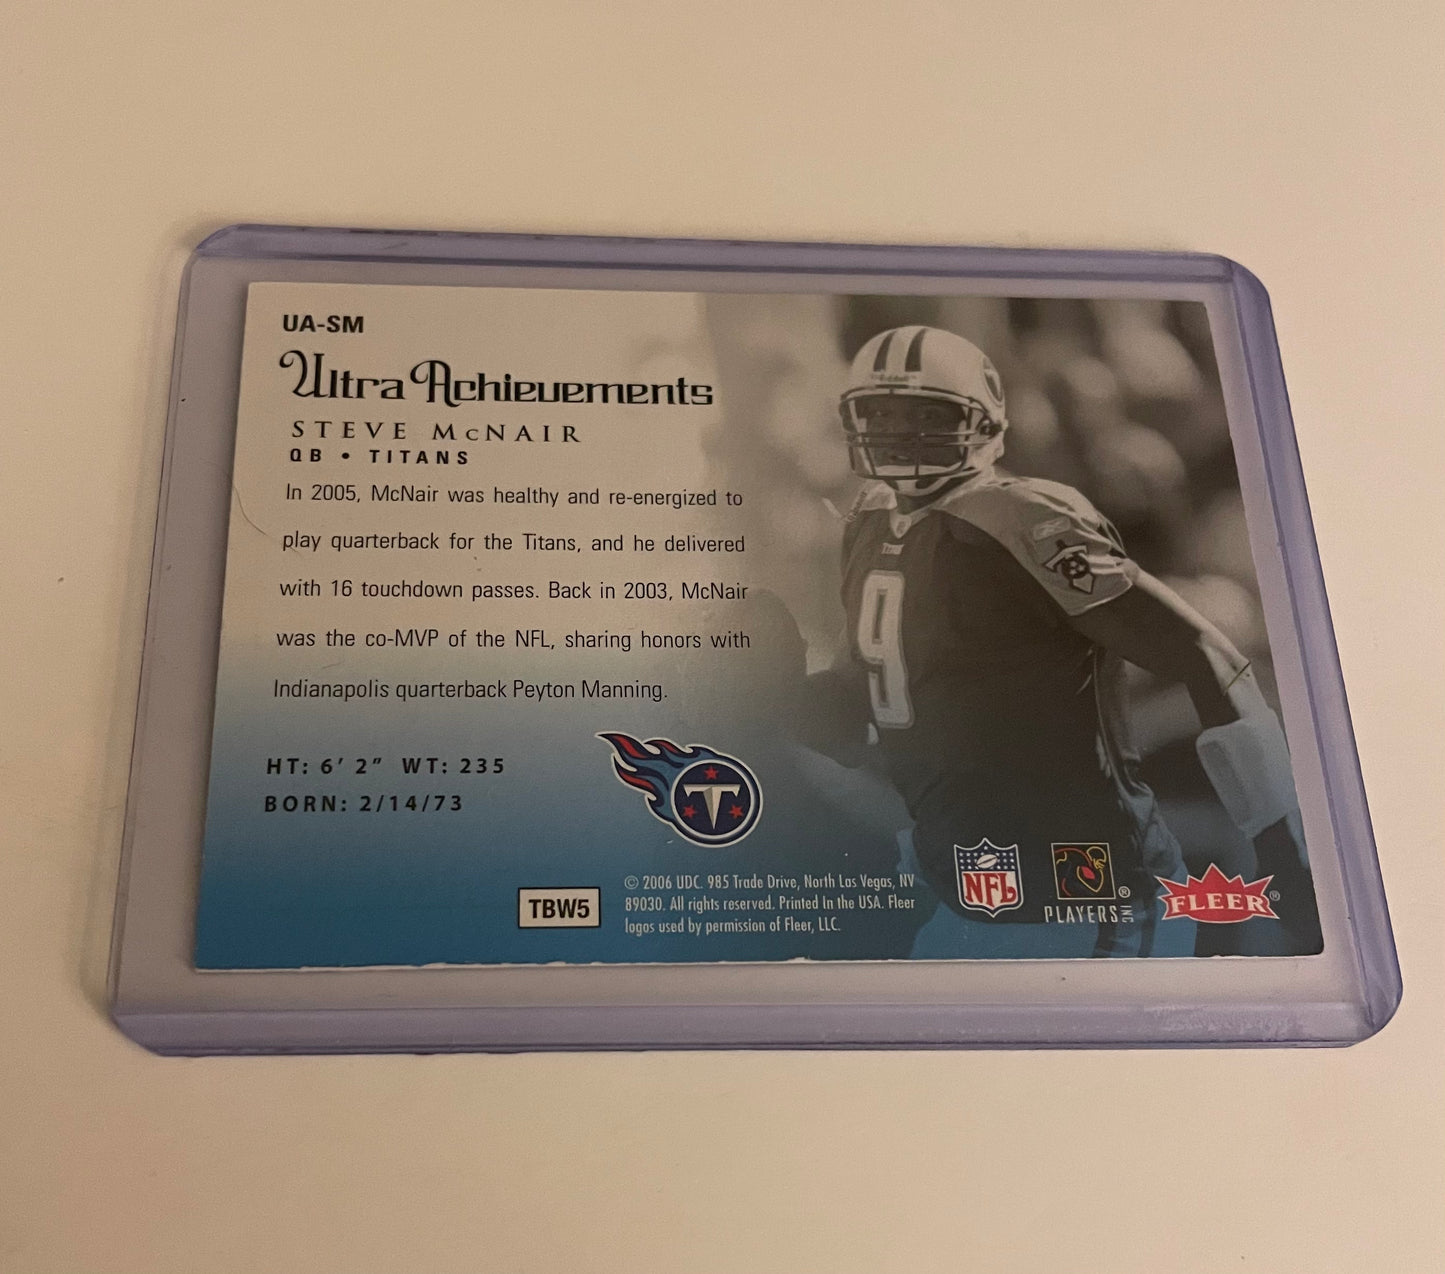 UA-SM
Ultra Achievements
STEVE McNAIR
QB • TITANS
In 2005, McNair was healthy and re-energized to
play quarterback for the Titans, and he delivered
with 16 touchdown passes. Back in 2003, McNair
was the co-MVP of the NFL, sharing honors with
Indianapolis quarterback Peyton Manning.
HT: 6' 2" WT: 235
BORN: 2/14/73
T
TBW5
© 2006 UDC. 985 Trade Drive, North Las Vegas, NV
89030. All rights reserved. Printed In the USA. Fleer
logos used by permission of Fleer, LLC.
NFL
PLAYERS INC ®
FLEER ®
9